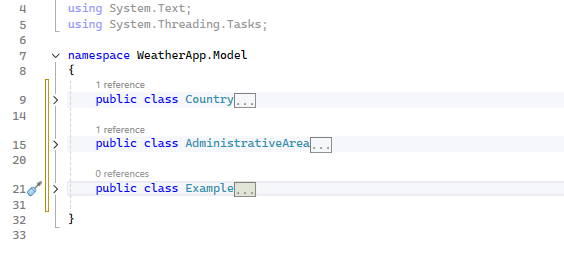 4 using System.Text;
5 using System.Threading.Tasks;
6
7 namespace WeatherApp.Model
8 {
1 reference
9 public class Country...
14
1 reference
15 public class AdministrativeArea...
20
0 references
21 public class Example...
31
32 }
33